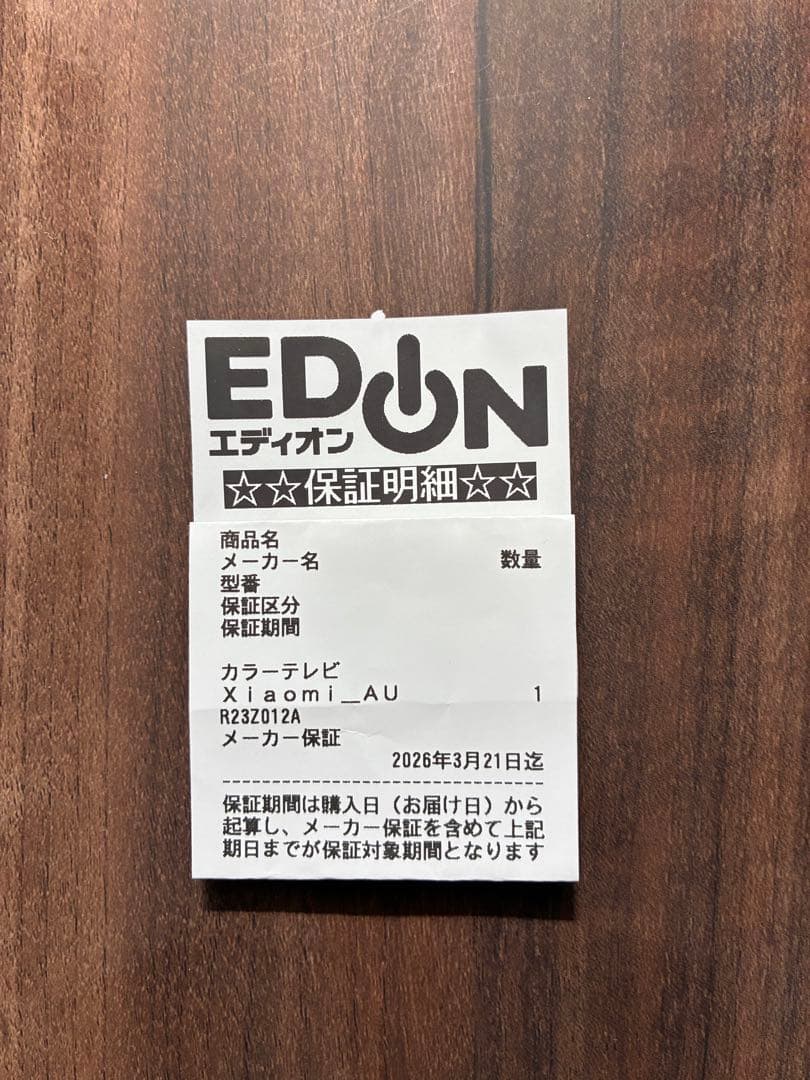 EDION
エディオン
☆☆保証明細☆☆
商品名
メーカー名 数量
型番
保証区分
保証期間
カラーテレビ
Xiaomi__AU 1
R23Z012A
メーカー保証
2026年3月21日迄
保証期間は購入日（お届け日）から
起算し、メーカー保証を含めて上記
期日までが保証対象期間となります